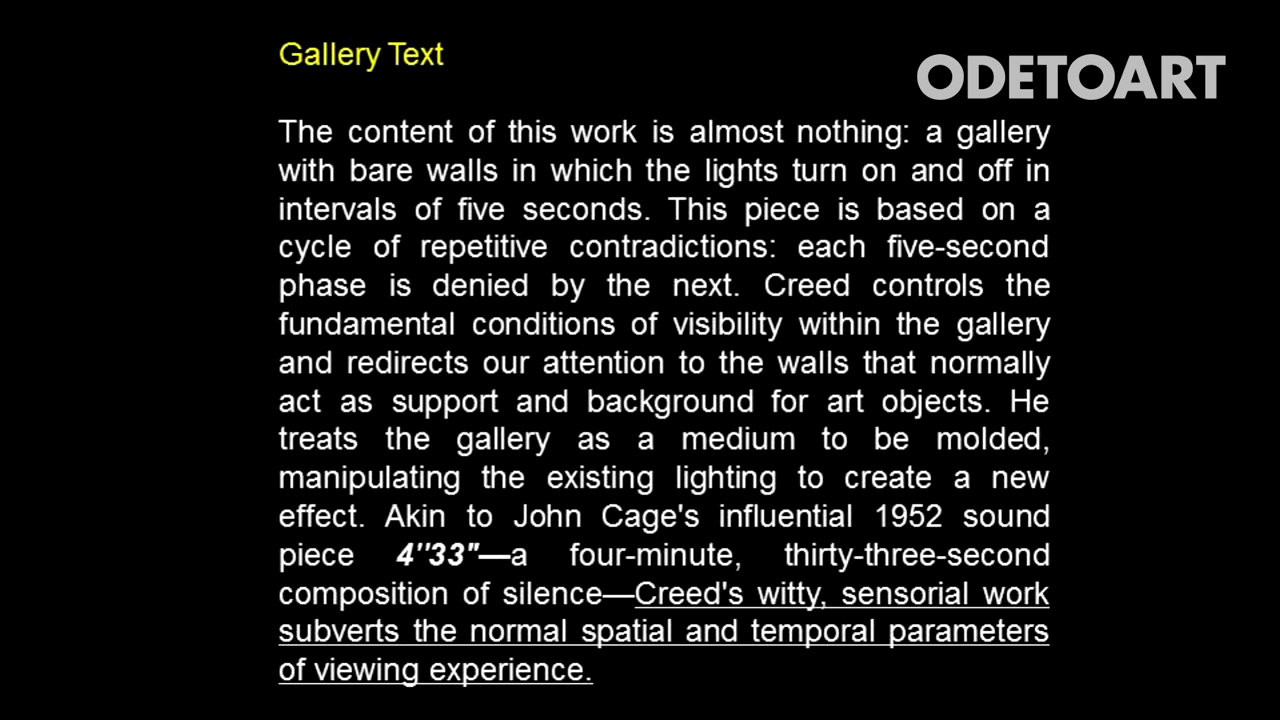 Gallery Text
ODETOART
The content of this work is almost nothing: a gallery
with bare walls in which the lights turn on and off in
intervals of five seconds. This piece is based on a
cycle of repetitive contradictions: each five-second
phase is denied by the next. Creed controls the
fundamental conditions of visibility within the gallery
and redirects our attention to the walls that normally
act as support and background for art objects. He
treats the gallery as a medium to be molded,
manipulating the existing lighting to create a new
effect. Akin to John Cage's influential 1952 sound
piece 4''33"—a four-minute, thirty-three-second
composition of silence—Creed's witty, sensorial work
subverts the normal spatial and temporal parameters
of viewing experience.